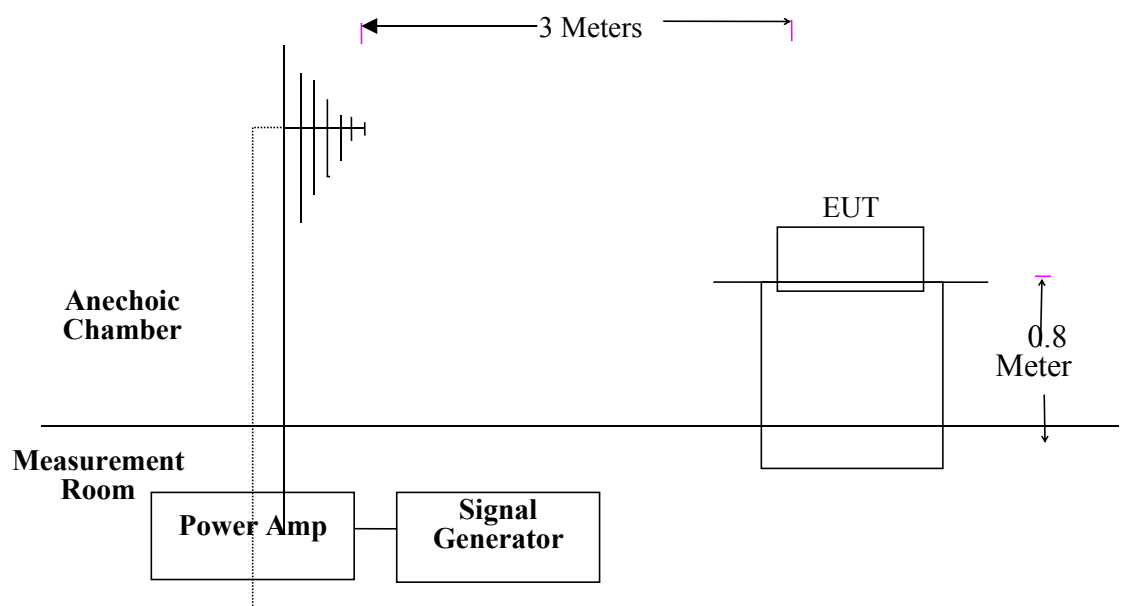 3 Meters
EUT
Anechoic
Chamber
0.8
Meter
Measurement
Room
Power Amp
Signal
Generator